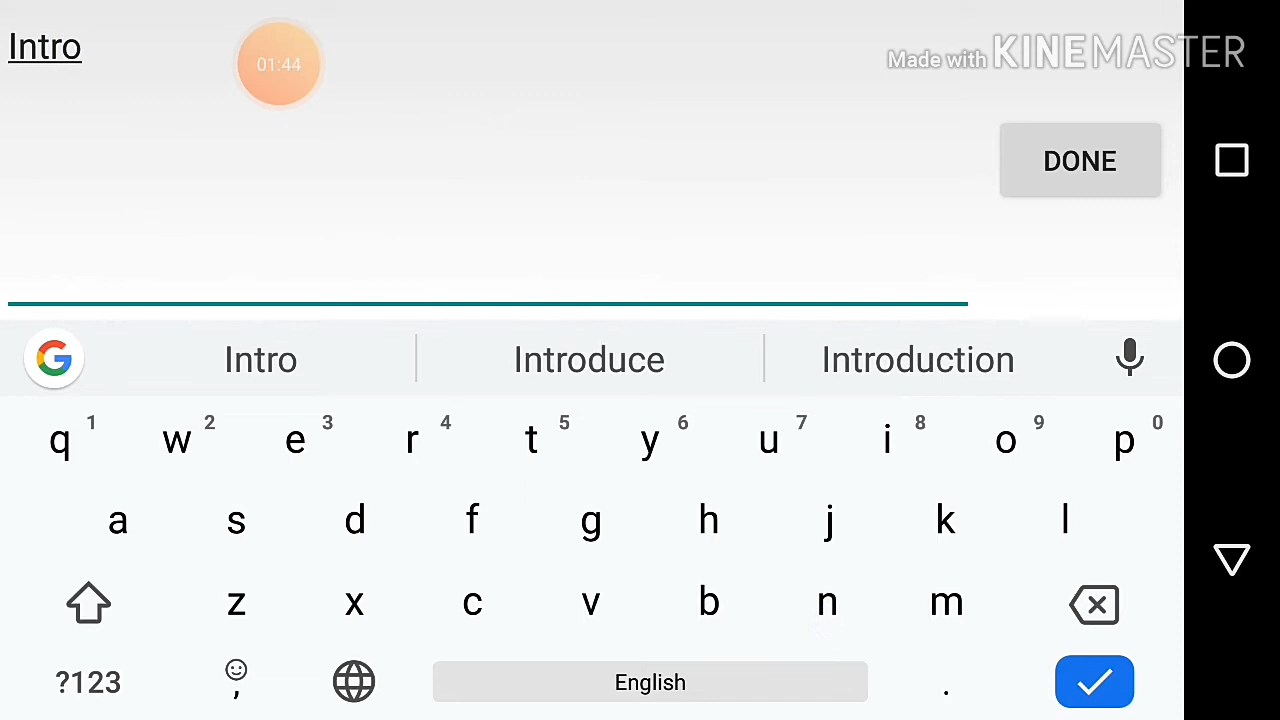 Intro
01:44
Made with KINEMASTER
DONE
Intro Introduce Introduction
q 1 w 2 e 3 r 4 t 5 y 6 u 7 i 8 o 9 p 0
a s d f g h j k l
z x c v b n m
?123 , English .